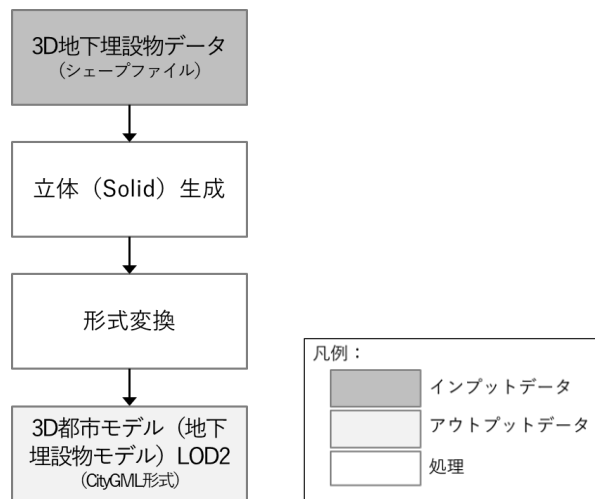 3D地下埋設物データ
（シェープファイル）
立体（Solid）生成
形式変換
3D都市モデル（地下
埋設物モデル）LOD2
（CityGML形式）
凡例：
インプットデータ
アウトプットデータ
処理